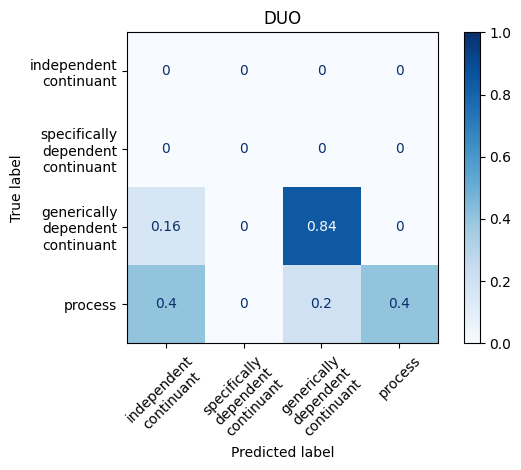 DUO
True label
independent
continuant
specifically
dependent
continuant
generically
dependent
continuant
process
0 0 0 0
0 0 0 0
0.16 0 0.84 0
0.4 0 0.2 0.4
independent
continuant
specifically
dependent
continuant
generically
dependent
continuant
process
Predicted label
1.0
0.8
0.6
0.4
0.2
0.0